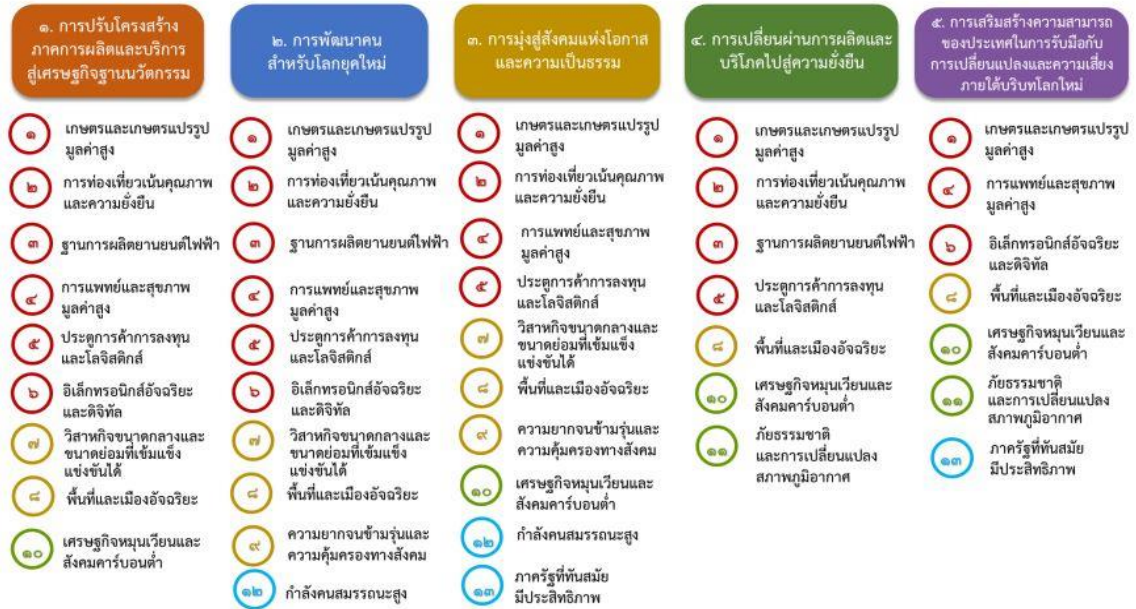 ๑. การปรับโครงสร้าง
ภาคการผลิตและบริการ
สู่เศรษฐกิจฐานนวัตกรรม
๑
เกษตรและเกษตรแปรรูป
มูลค่าสูง
๒
การท่องเที่ยวเน้นคุณภาพ
และความยั่งยืน
๓
ฐานการผลิตยานยนต์ไฟฟ้า
๔
การแพทย์และสุขภาพ
มูลค่าสูง
๕
ประตูการค้าการลงทุน
และโลจิสติกส์
๖
อิเล็กทรอนิกส์อัจฉริยะ
และดิจิทัล
๗
วิสาหกิจขนาดกลางและ
ขนาดย่อมที่เข้มแข็ง
แข่งขันได้
๘
พื้นที่และเมืองอัจฉริยะ
๑๐
เศรษฐกิจหมุนเวียนและ
สังคมคาร์บอนต่ำ
๒. การพัฒนาคน
สำหรับโลกยุคใหม่
๑
เกษตรและเกษตรแปรรูป
มูลค่าสูง
๒
การท่องเที่ยวเน้นคุณภาพ
และความยั่งยืน
๓
ฐานการผลิตยานยนต์ไฟฟ้า
๔
การแพทย์และสุขภาพ
มูลค่าสูง
๕
ประตูการค้าการลงทุน
และโลจิสติกส์
๖
อิเล็กทรอนิกส์อัจฉริยะ
และดิจิทัล
๗
วิสาหกิจขนาดกลางและ
ขนาดย่อมที่เข้มแข็ง
แข่งขันได้
๘
พื้นที่และเมืองอัจฉริยะ
๙
ความยากจนข้ามรุ่นและ
ความคุ้มครองทางสังคม
๑๒
กำลังคนสมรรถนะสูง
๓. การมุ่งสู่สังคมแห่งโอกาส
และความเป็นธรรม
๑
เกษตรและเกษตรแปรรูป
มูลค่าสูง
๒
การท่องเที่ยวเน้นคุณภาพ
และความยั่งยืน
๔
การแพทย์และสุขภาพ
มูลค่าสูง
๕
ประตูการค้าการลงทุน
และโลจิสติกส์
๗
วิสาหกิจขนาดกลางและ
ขนาดย่อมที่เข้มแข็ง
แข่งขันได้
๘
พื้นที่และเมืองอัจฉริยะ
๙
ความยากจนข้ามรุ่นและ
ความคุ้มครองทางสังคม
๑๐
เศรษฐกิจหมุนเวียนและ
สังคมคาร์บอนต่ำ
๑๒
กำลังคนสมรรถนะสูง
๑๓
ภาครัฐที่ทันสมัย
มีประสิทธิภาพ
๔. การเปลี่ยนผ่านการผลิตและ
บริโภคไปสู่ความยั่งยืน
๑
เกษตรและเกษตรแปรรูป
มูลค่าสูง
๒
การท่องเที่ยวเน้นคุณภาพ
และความยั่งยืน
๓
ฐานการผลิตยานยนต์ไฟฟ้า
๕
ประตูการค้าการลงทุน
และโลจิสติกส์
๘
พื้นที่และเมืองอัจฉริยะ
๑๐
เศรษฐกิจหมุนเวียนและ
สังคมคาร์บอนต่ำ
๑๑
ภัยธรรมชาติ
และการเปลี่ยนแปลง
สภาพภูมิอากาศ
๕. การเสริมสร้างความสามารถ
ของประเทศในการรับมือกับ
การเปลี่ยนแปลงและความเสี่ยง
ภายใต้บริบทโลกใหม่
๑
เกษตรและเกษตรแปรรูป
มูลค่าสูง
๔
การแพทย์และสุขภาพ
มูลค่าสูง
๖
อิเล็กทรอนิกส์อัจฉริยะ
และดิจิทัล
๘
พื้นที่และเมืองอัจฉริยะ
๑๐
เศรษฐกิจหมุนเวียนและ
สังคมคาร์บอนต่ำ
๑๑
ภัยธรรมชาติ
และการเปลี่ยนแปลง
สภาพภูมิอากาศ
๑๓
ภาครัฐที่ทันสมัย
มีประสิทธิภาพ